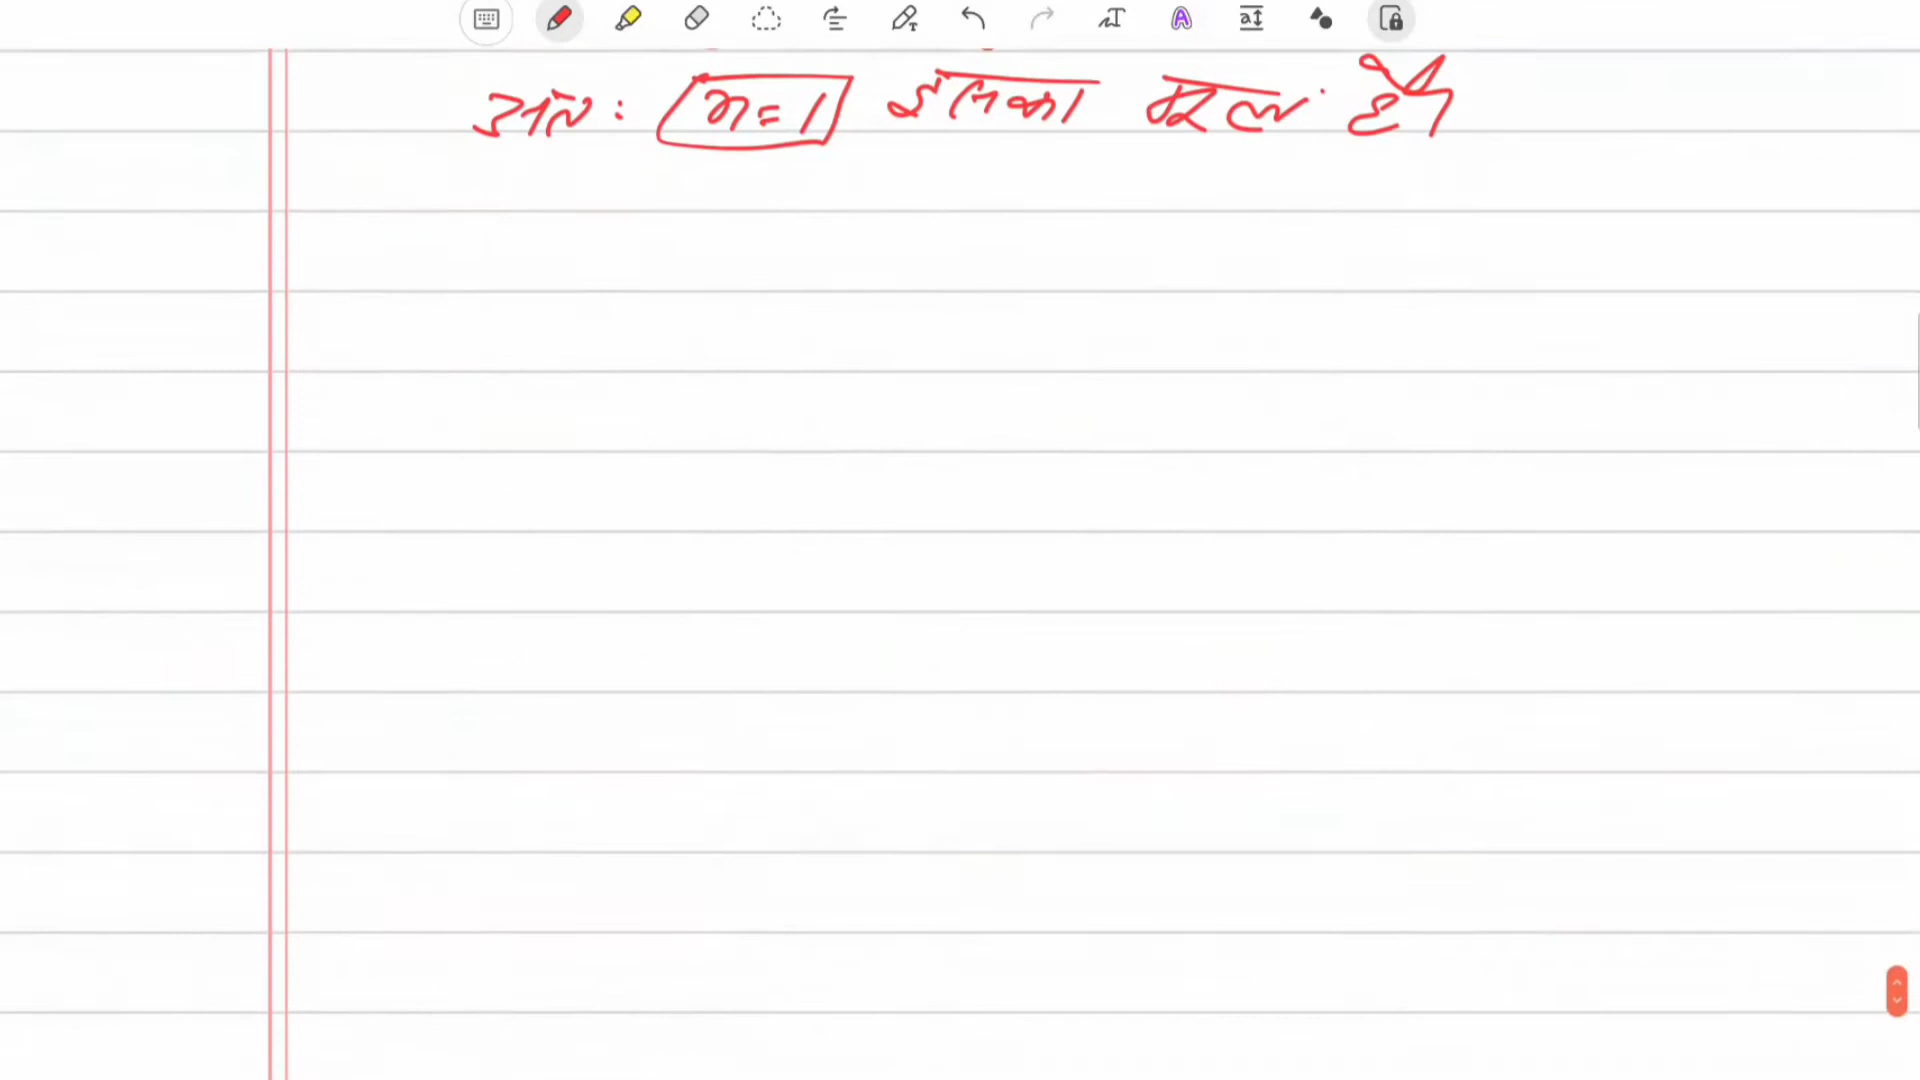 अतः n = 1 इसका हल है।